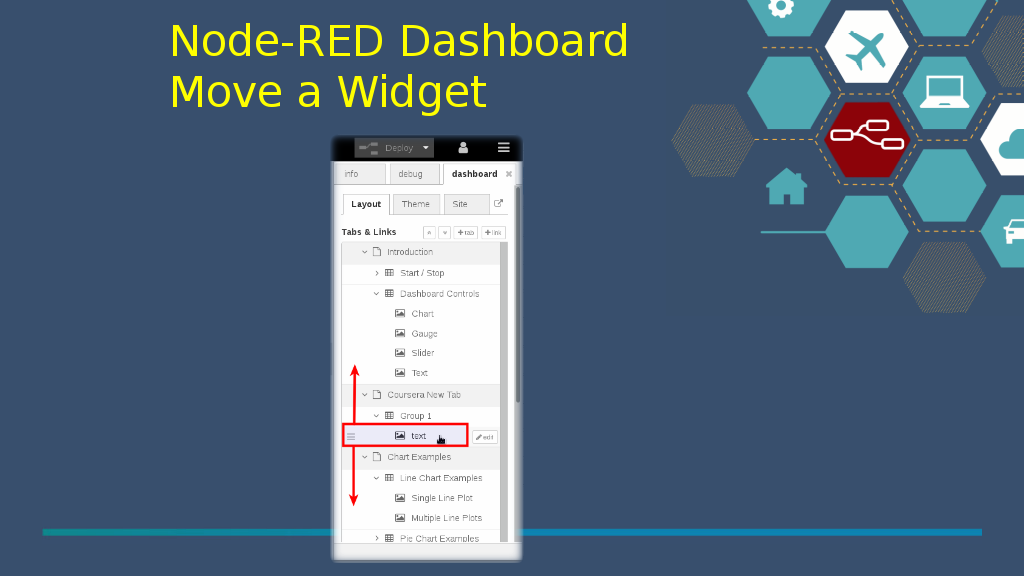 Node-RED Dashboard
Move a Widget
Deploy
info debug dashboard
Layout Theme Site
Tabs & Links +tab +link
Introduction
Start / Stop
Dashboard Controls
Chart
Gauge
Slider
Text
Coursera New Tab
Group 1
text edit
Chart Examples
Line Chart Examples
Single Line Plot
Multiple Line Plots
Pie Chart Examples